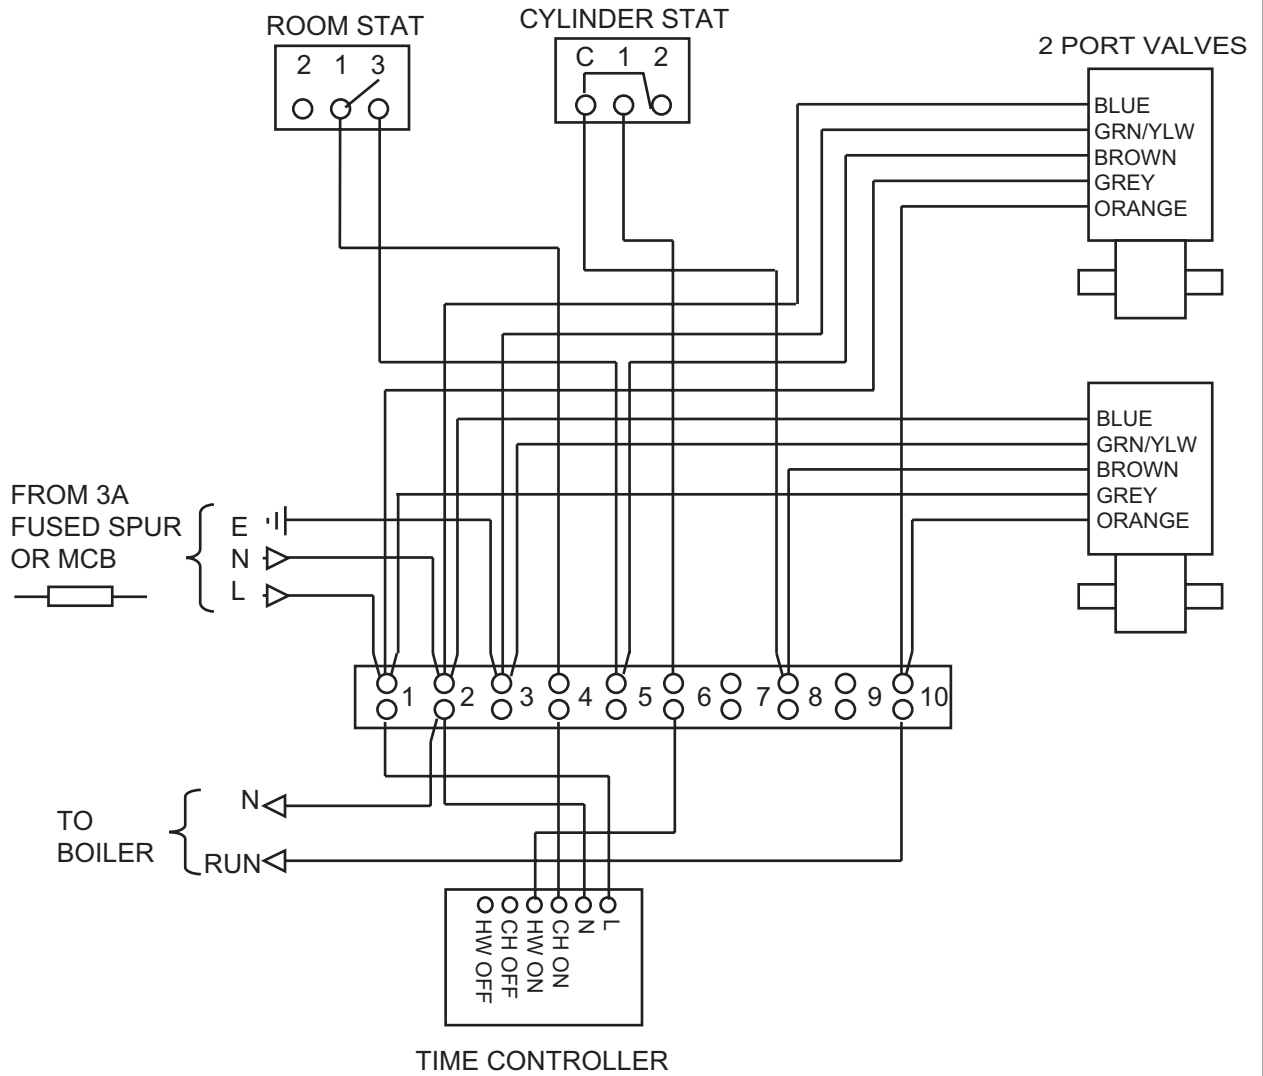 ROOM STAT
2 1 3
CYLINDER STAT
C 1 2
2 PORT VALVES
BLUE
GRN/YLW
BROWN
GREY
ORANGE
BLUE
GRN/YLW
BROWN
GREY
ORANGE
FROM 3A
FUSED SPUR
OR MCB
E
N
L
1 2 3 4 5 6 7 8 9 10
TO
BOILER
N
RUN
HW OFF
CH OFF
HW ON
CH ON
N
L
TIME CONTROLLER